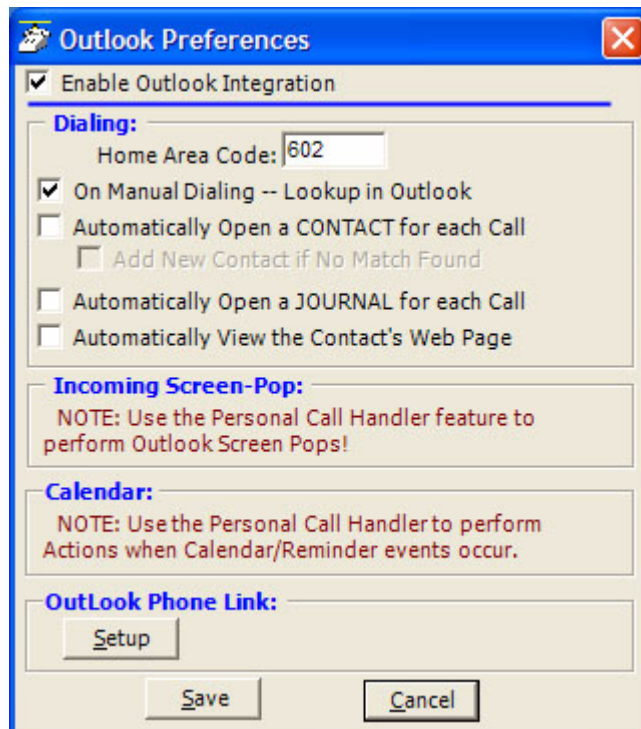 Outlook Preferences
Enable Outlook Integration
Dialing:
Home Area Code: 602
On Manual Dialing -- Lookup in Outlook
Automatically Open a CONTACT for each Call
Add New Contact if No Match Found
Automatically Open a JOURNAL for each Call
Automatically View the Contact's Web Page
Incoming Screen-Pop:
NOTE: Use the Personal Call Handler feature to
perform Outlook Screen Pops!
Calendar:
NOTE: Use the Personal Call Handler to perform
Actions when Calendar/Reminder events occur.
OutLook Phone Link:
Setup
Save Cancel